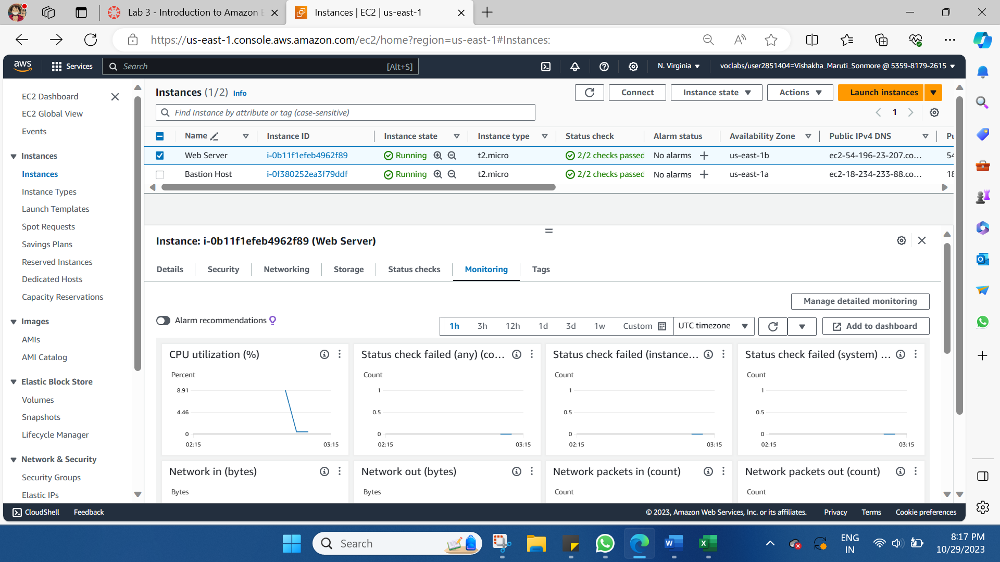 Lab 3 - Introduction to Amazon E
Instances | EC2 | us-east-1
https://us-east-1.console.aws.amazon.com/ec2/home?region=us-east-1#Instances:
aws
Services
Search
[Alt+S]
N. Virginia
voclabs/user2851404=Vishakha_Maruti_Sonmore @ 5359-8179-2615
EC2 Dashboard
EC2 Global View
Events
Instances
Instances
Instance Types
Launch Templates
Spot Requests
Savings Plans
Reserved Instances
Dedicated Hosts
Capacity Reservations
Images
AMIs
AMI Catalog
Elastic Block Store
Volumes
Snapshots
Lifecycle Manager
Network & Security
Security Groups
Elastic IPs
Instances (1/2) Info
Connect
Instance state
Actions
Launch instances
Find Instance by attribute or tag (case-sensitive)
1
Name Instance ID Instance state Instance type Status check Alarm status Availability Zone Public IPv4 DNS Pu
Web Server i-0b11f1efeb4962f89 Running t2.micro 2/2 checks passed No alarms + us-east-1b ec2-54-196-23-207.co... 54
Bastion Host i-0f380252ea3f79ddf Running t2.micro 2/2 checks passed No alarms + us-east-1a ec2-18-234-233-88.co... 18
Instance: i-0b11f1efeb4962f89 (Web Server)
Details Security Networking Storage Status checks Monitoring Tags
Manage detailed monitoring
Alarm recommendations
1h 3h 12h 1d 3d 1w Custom
UTC timezone
Add to dashboard
CPU utilization (%)
Percent
8.91
4.46
0
02:15 03:15
Status check failed (any) (co...
Count
1
0.5
0
02:15 03:15
Status check failed (instance...
Count
1
0.5
0
02:15 03:15
Status check failed (system) ...
Count
1
0.5
0
02:15 03:15
Network in (bytes)
Bytes
Network out (bytes)
Bytes
Network packets in (count)
Count
Network packets out (count)
Count
CloudShell
Feedback
© 2023, Amazon Web Services, Inc. or its affiliates.
Privacy
Terms
Cookie preferences
Search
ENG
IN
8:17 PM
10/29/2023